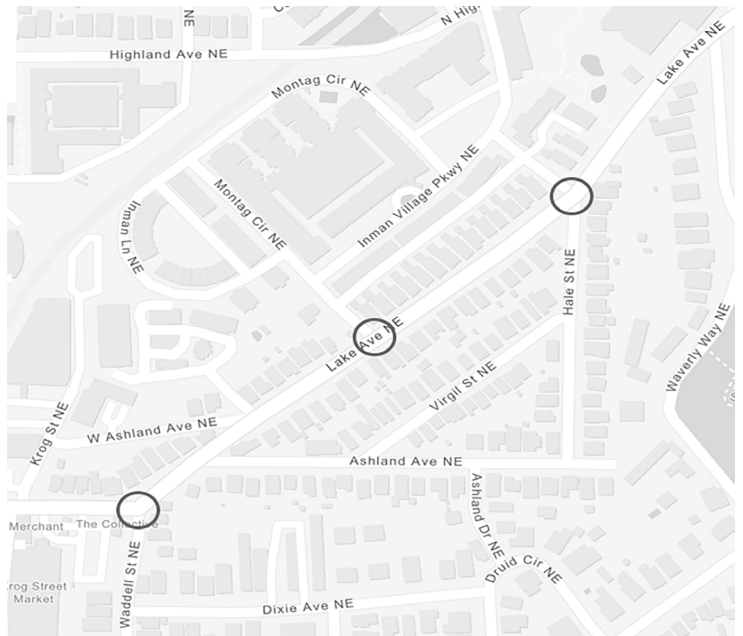 NE
Highland Ave NE
N Hig
Lake Ave NE
Montag Cir NE
Montag Cir NE
Inman Village Pkwy NE
Inman Ln NE
Hale St NE
Lake Ave NE
Waverly Way NE
Virgil St NE
Krog St NE
W Ashland Ave NE
Ashland Ave NE
Ashland Dr NE
Merchant
The Collective
Waddell St NE
Druid Cir NE
Krog Street
Market
Dixie Ave NE